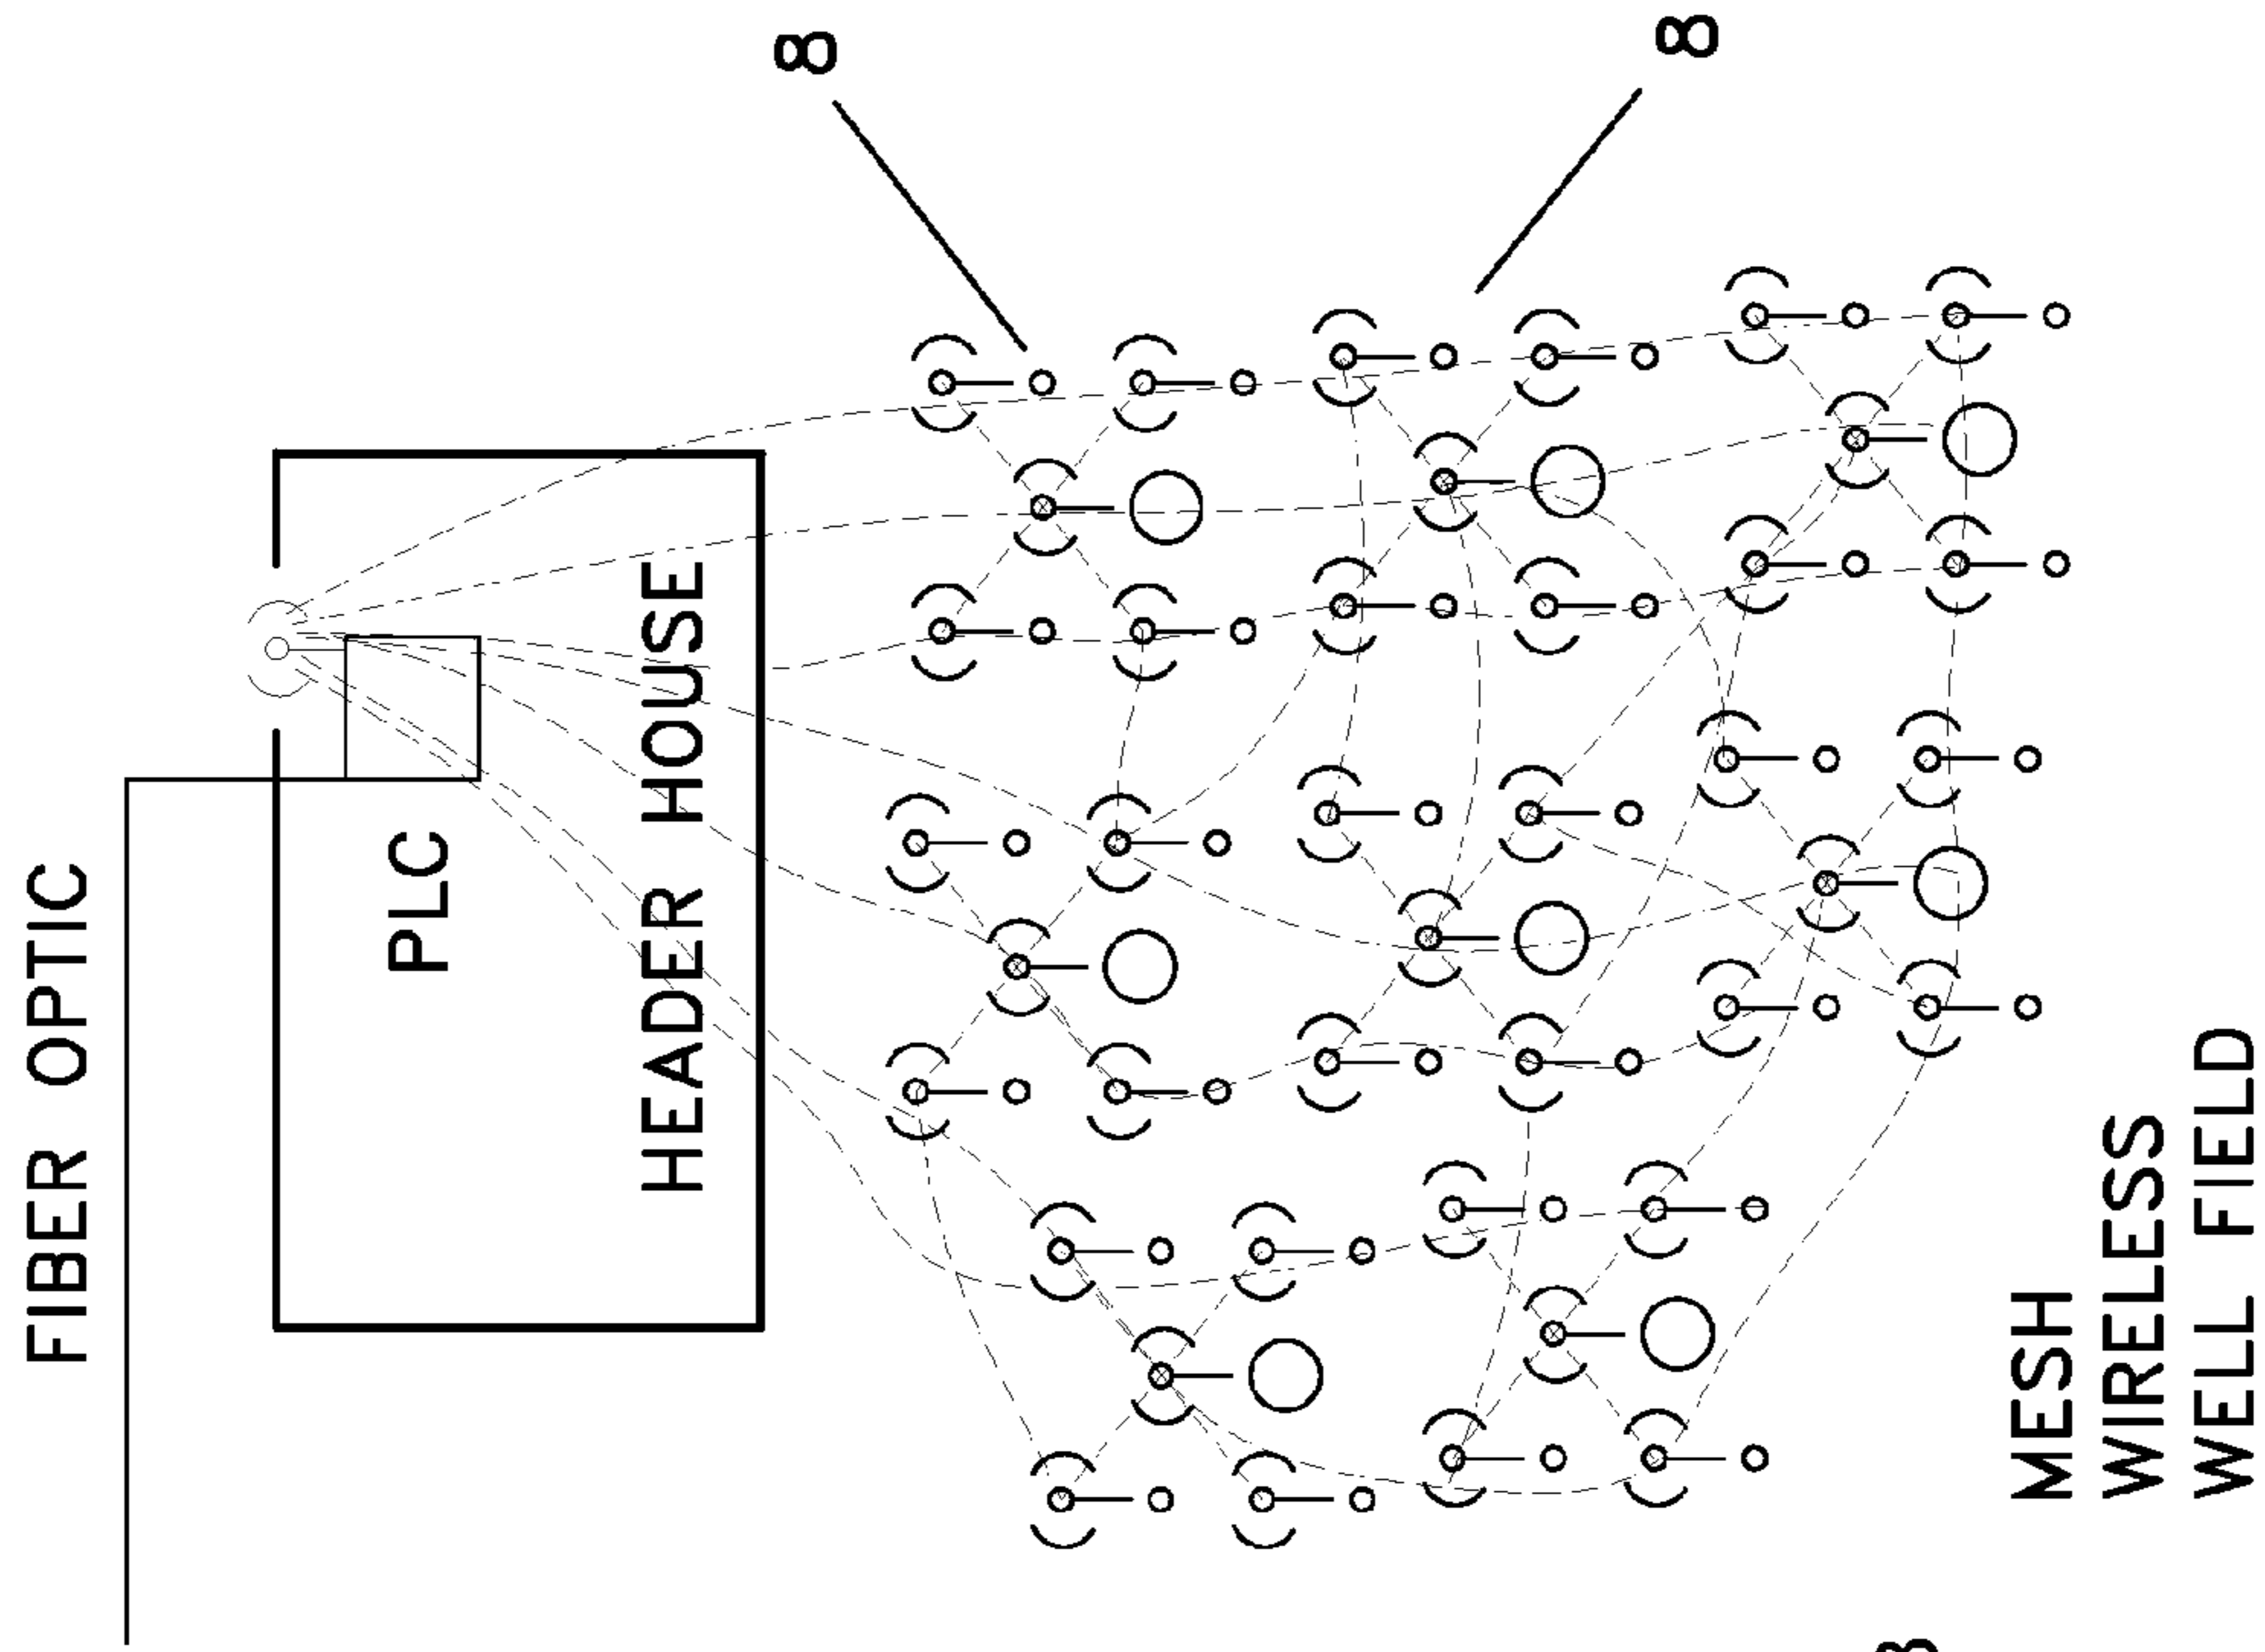 FIBER OPTIC
PLC
HEADER HOUSE
8
8
MESH
WIRELESS
WELL FIELD